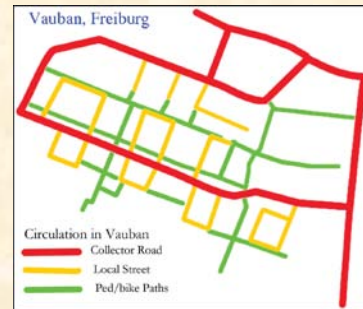 Vauban, Freiburg
Circulation in Vauban
Collector Road
Local Street
Ped/bike Paths